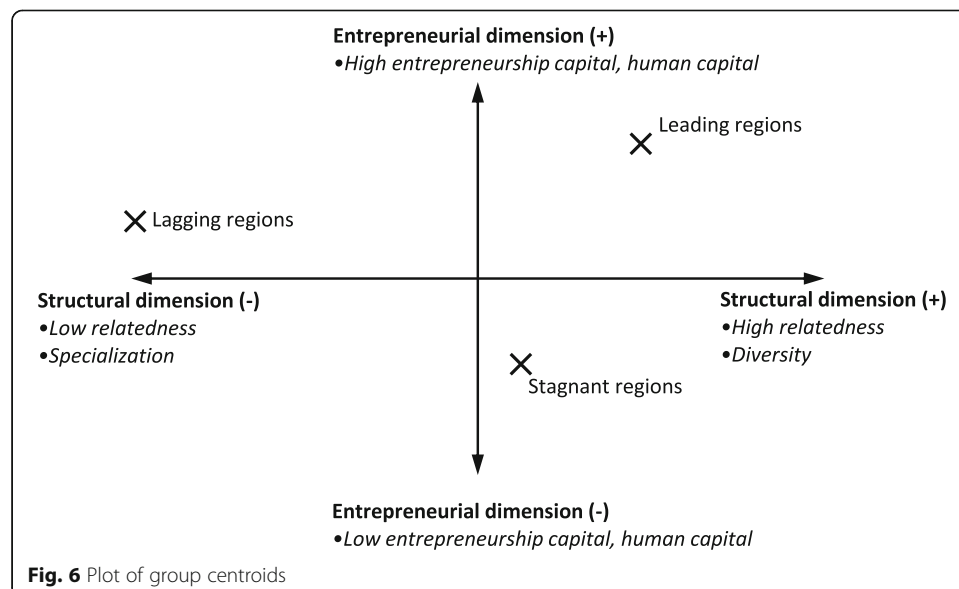 Entrepreneurial dimension (+)
•High entrepreneurship capital, human capital
Leading regions
Lagging regions
Structural dimension (-)
•Low relatedness
•Specialization
Structural dimension (+)
•High relatedness
•Diversity
Stagnant regions
Entrepreneurial dimension (-)
•Low entrepreneurship capital, human capital
Fig. 6 Plot of group centroids